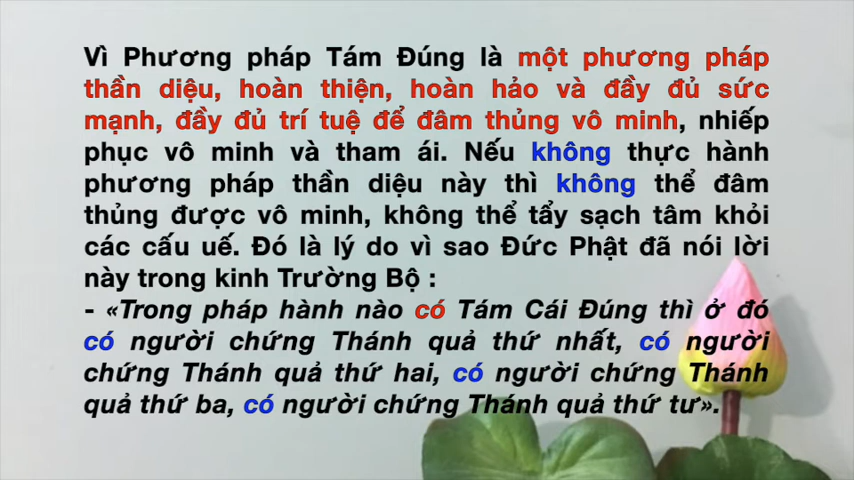 Vì Phương pháp Tám Đúng là một phương pháp
thần diệu, hoàn thiện, hoàn hảo và đầy đủ sức
mạnh, đầy đủ trí tuệ để đâm thủng vô minh, nhiếp
phục vô minh và tham ái. Nếu không thực hành
phương pháp thần diệu này thì không thể đâm
thủng được vô minh, không thể tẩy sạch tâm khỏi
các cấu uế. Đó là lý do vì sao Đức Phật đã nói lời
này trong kinh Trường Bộ :
- «Trong pháp hành nào có Tám Cái Đúng thì ở đó
có người chứng Thánh quả thứ nhất, có người
chứng Thánh quả thứ hai, có người chứng Thánh
quả thứ ba, có người chứng Thánh quả thứ tư».